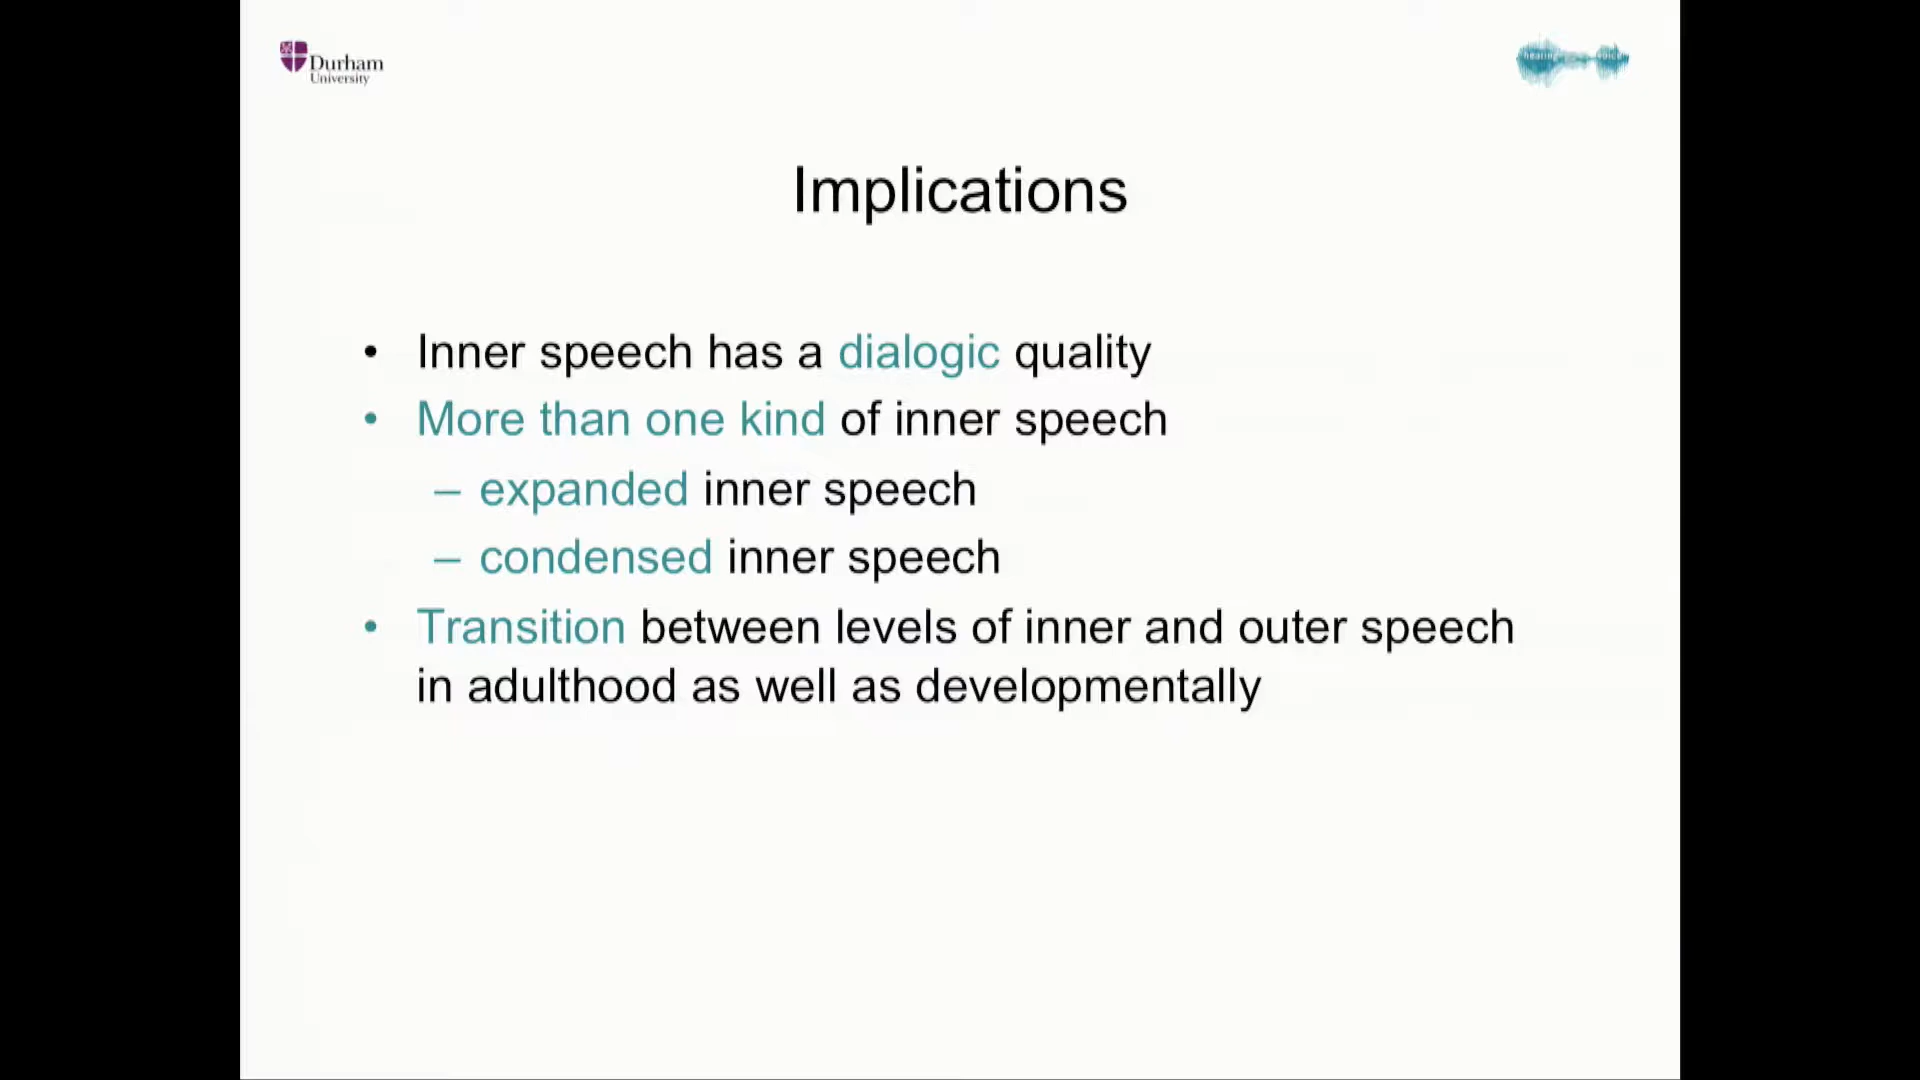 Durham
University
Implications
• Inner speech has a dialogic quality
• More than one kind of inner speech
– expanded inner speech
– condensed inner speech
• Transition between levels of inner and outer speech
in adulthood as well as developmentally